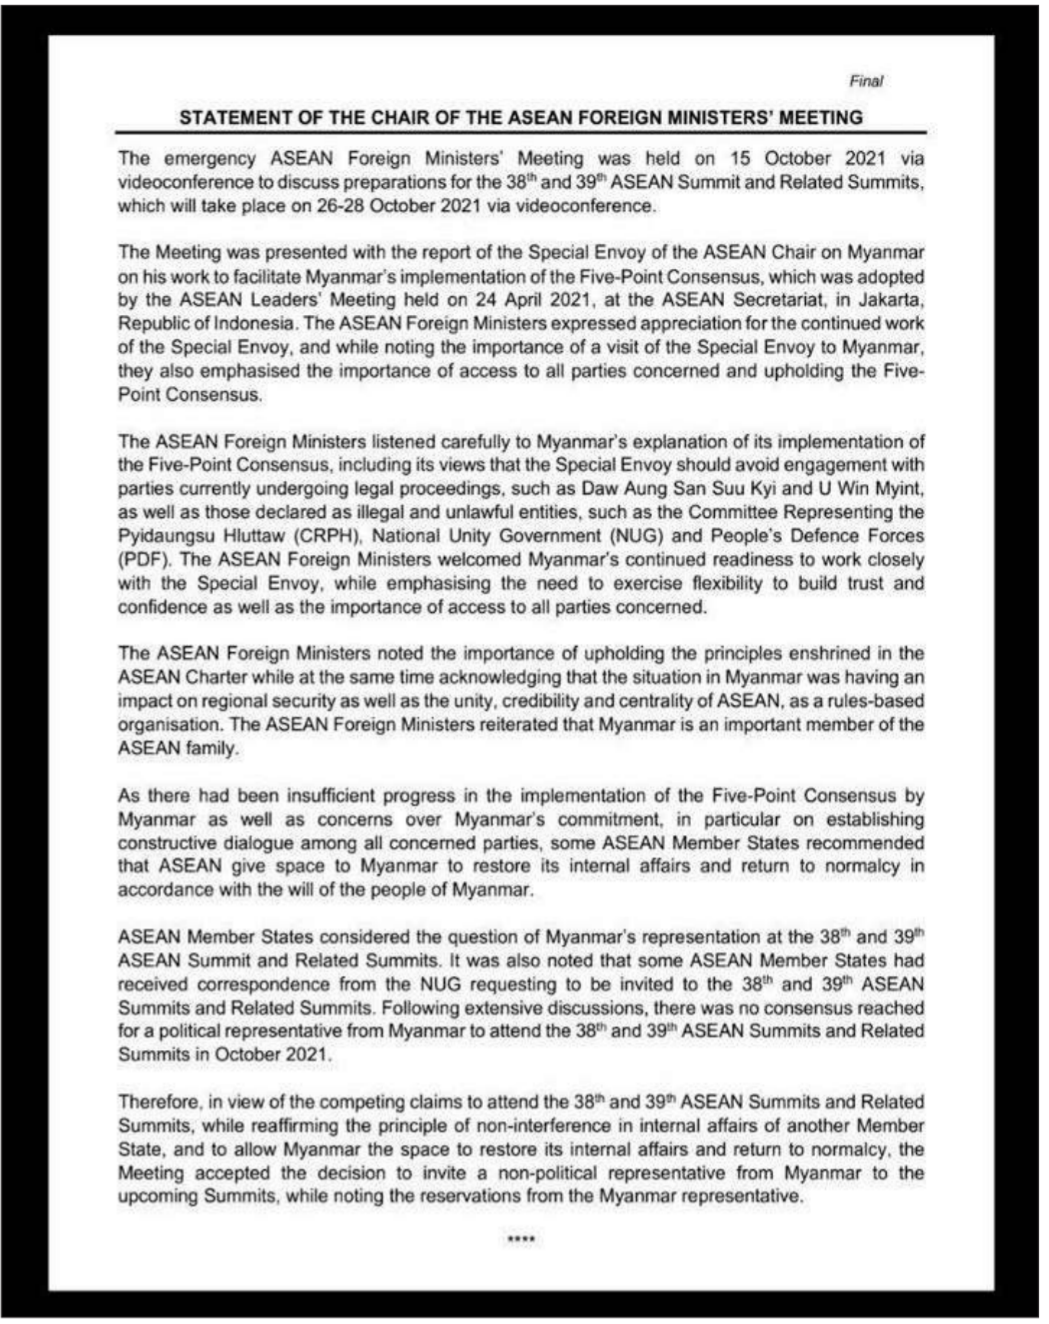 Final
STATEMENT OF THE CHAIR OF THE ASEAN FOREIGN MINISTERS' MEETING
The emergency ASEAN Foreign Ministers' Meeting was held on 15 October 2021 via
videoconference to discuss preparations for the 38th and 39th ASEAN Summit and Related Summits,
which will take place on 26-28 October 2021 via videoconference.
The Meeting was presented with the report of the Special Envoy of the ASEAN Chair on Myanmar
on his work to facilitate Myanmar's implementation of the Five-Point Consensus, which was adopted
by the ASEAN Leaders' Meeting held on 24 April 2021, at the ASEAN Secretariat, in Jakarta,
Republic of Indonesia. The ASEAN Foreign Ministers expressed appreciation for the continued work
of the Special Envoy, and while noting the importance of a visit of the Special Envoy to Myanmar,
they also emphasised the importance of access to all parties concerned and upholding the Five-
Point Consensus.
The ASEAN Foreign Ministers listened carefully to Myanmar's explanation of its implementation of
the Five-Point Consensus, including its views that the Special Envoy should avoid engagement with
parties currently undergoing legal proceedings, such as Daw Aung San Suu Kyi and U Win Myint,
as well as those declared as illegal and unlawful entities, such as the Committee Representing the
Pyidaungsu Hluttaw (CRPH), National Unity Government (NUG) and People's Defence Forces
(PDF). The ASEAN Foreign Ministers welcomed Myanmar's continued readiness to work closely
with the Special Envoy, while emphasising the need to exercise flexibility to build trust and
confidence as well as the importance of access to all parties concerned.
The ASEAN Foreign Ministers noted the importance of upholding the principles enshrined in the
ASEAN Charter while at the same time acknowledging that the situation in Myanmar was having an
impact on regional security as well as the unity, credibility and centrality of ASEAN, as a rules-based
organisation. The ASEAN Foreign Ministers reiterated that Myanmar is an important member of the
ASEAN family.
As there had been insufficient progress in the implementation of the Five-Point Consensus by
Myanmar as well as concerns over Myanmar's commitment, in particular on establishing
constructive dialogue among all concerned parties, some ASEAN Member States recommended
that ASEAN give space to Myanmar to restore its internal affairs and return to normalcy in
accordance with the will of the people of Myanmar.
ASEAN Member States considered the question of Myanmar's representation at the 38th and 39th
ASEAN Summit and Related Summits. It was also noted that some ASEAN Member States had
received correspondence from the NUG requesting to be invited to the 38th and 39th ASEAN
Summits and Related Summits. Following extensive discussions, there was no consensus reached
for a political representative from Myanmar to attend the 38th and 39th ASEAN Summits and Related
Summits in October 2021.
Therefore, in view of the competing claims to attend the 38th and 39th ASEAN Summits and Related
Summits, while reaffirming the principle of non-interference in internal affairs of another Member
State, and to allow Myanmar the space to restore its internal affairs and return to normalcy, the
Meeting accepted the decision to invite a non-political representative from Myanmar to the
upcoming Summits, while noting the reservations from the Myanmar representative.
****